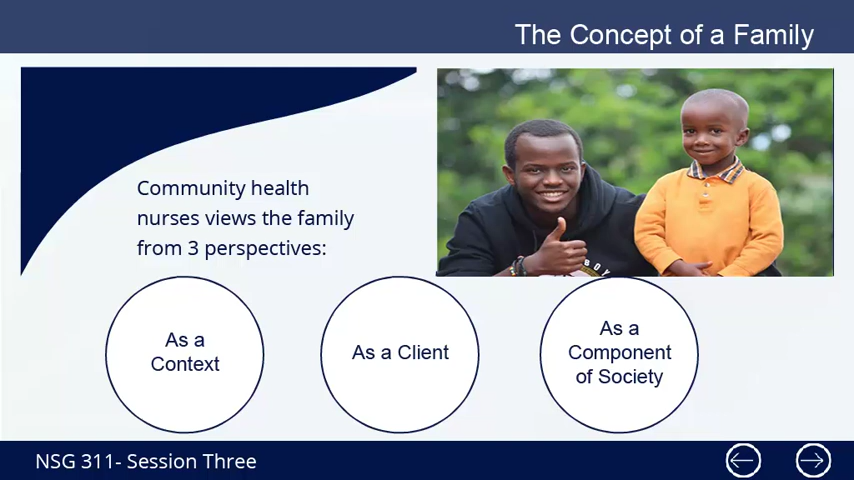 The Concept of a Family
Community health
nurses views the family
from 3 perspectives:
As a
Context
As a Client
As a
Component
of Society
NSG 311- Session Three